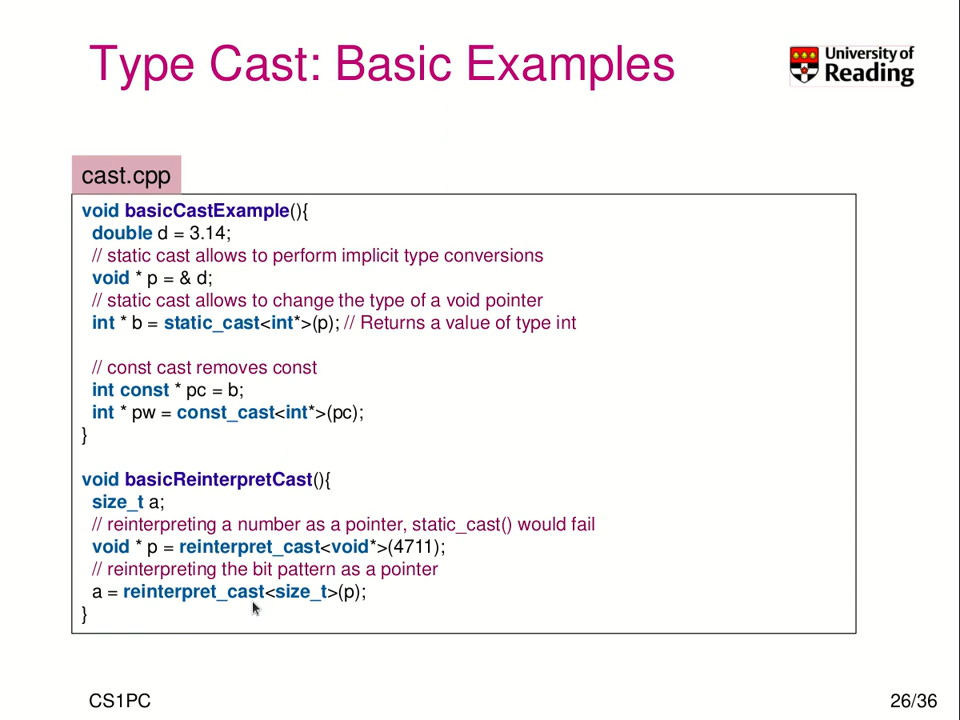 Type Cast: Basic Examples
University of
Reading
cast.cpp
void basicCastExample(){
double d = 3.14;
// static cast allows to perform implicit type conversions
void * p = & d;
// static cast allows to change the type of a void pointer
int * b = static_cast<int*>(p); // Returns a value of type int
// const cast removes const
int const * pc = b;
int * pw = const_cast<int*>(pc);
}
void basicReinterpretCast(){
size_t a;
// reinterpreting a number as a pointer, static_cast() would fail
void * p = reinterpret_cast<void*>(4711);
// reinterpreting the bit pattern as a pointer
a = reinterpret_cast<size_t>(p);
}
CS1PC
26/36